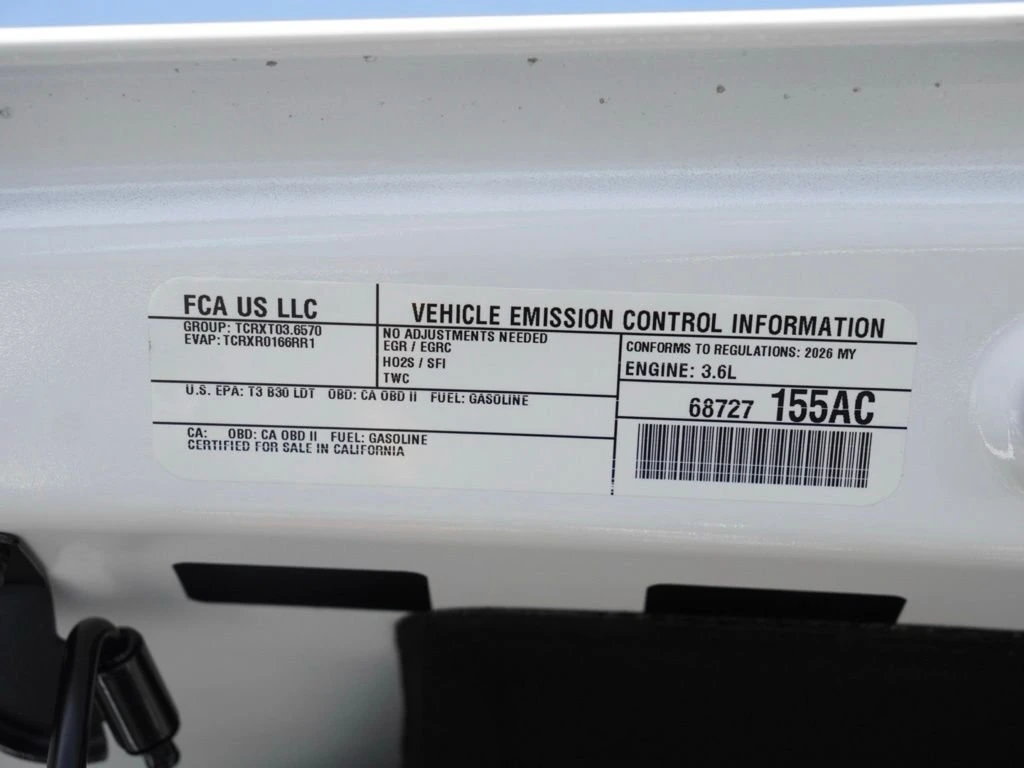 FCA US LLC
GROUP: TCRXT03.6570
EVAP: TCRXR0166RR1
VEHICLE EMISSION CONTROL INFORMATION
NO ADJUSTMENTS NEEDED
EGR / EGRC
HO2S / SFI
TWC
CONFORMS TO REGULATIONS: 2026 MY
ENGINE: 3.6L
U.S. EPA: T3 B30 LDT OBD: CA OBD II FUEL: GASOLINE
68727 155AC
CA: OBD: CA OBD II FUEL: GASOLINE
CERTIFIED FOR SALE IN CALIFORNIA